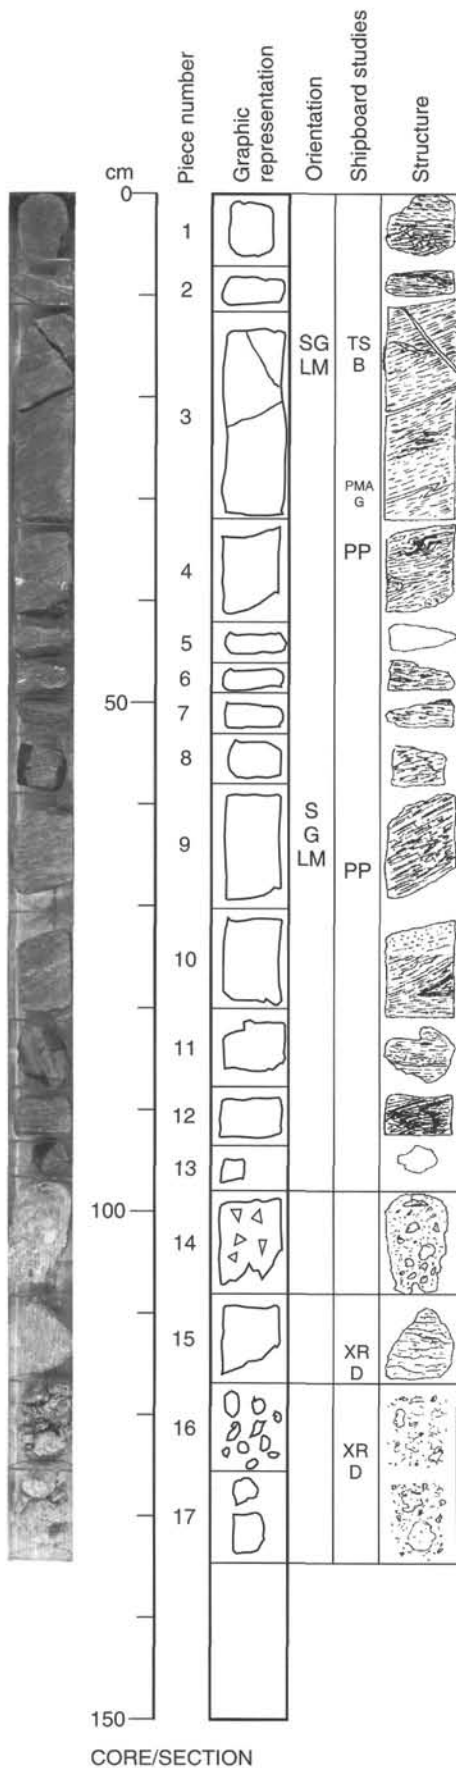 cm
Piece number
Graphic
representation
Orientation
Shipboard studies
Structure
0
1
2
SG
LM
TS
B
3
PMA
G
PP
4
5
6
50
7
8
S
G
LM
9
PP
10
11
12
13
100
14
15
XR
D
16
XR
D
17
150
CORE/SECTION